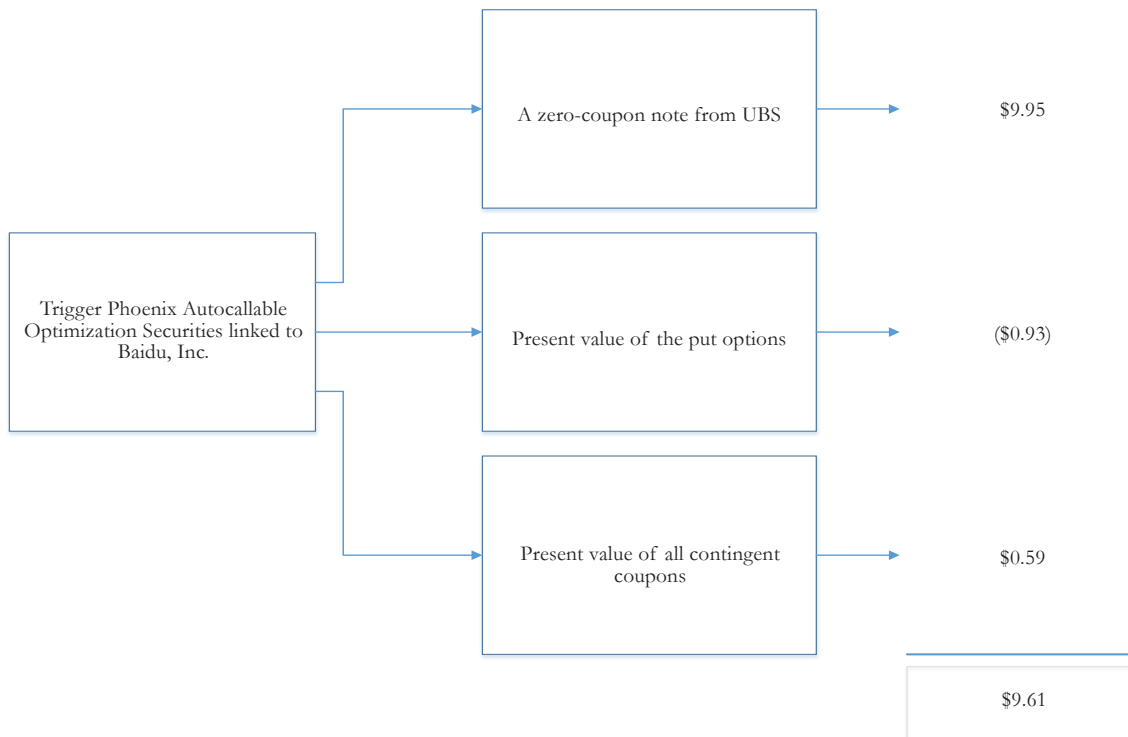 A zero-coupon note from UBS
$9.95
Trigger Phoenix Autocallable
Optimization Securities linked to
Baidu, Inc.
Present value of the put options
($0.93)
Present value of all contingent
coupons
$0.59
$9.61